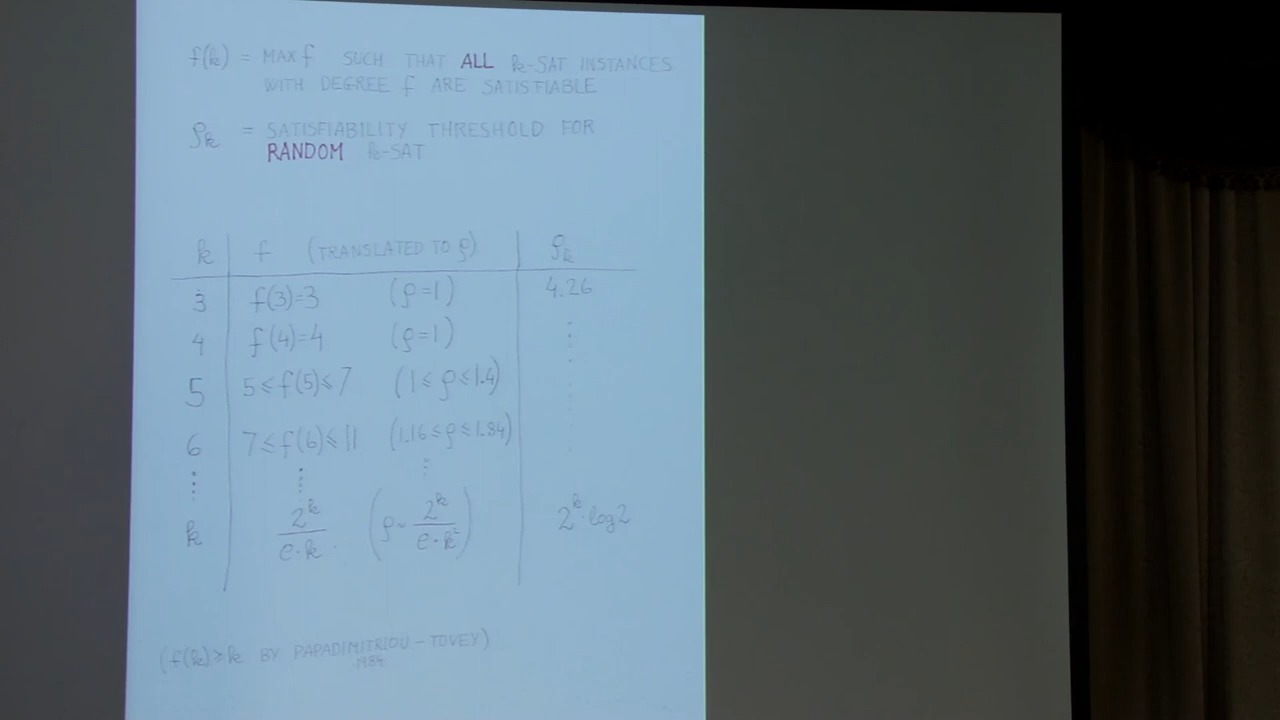 f(k) = MAX f SUCH THAT ALL k-SAT INSTANCES
WITH DEGREE f ARE SATISFIABLE
ρk = SATISFIABILITY THRESHOLD FOR
RANDOM k-SAT
k f (TRANSLATED TO ρ) ρk
3 f(3)=3 (ρ=1) 4.26
4 f(4)=4 (ρ=1) ⋮
5 5≤f(5)≤7 (1≤ρ≤1.4)
6 7≤f(6)≤11 (1.16≤ρ≤1.84)
⋮ ⋮ ⋮
k 2^k/(e·k) (ρ~2^k/(e·k²)) 2^k·log2
(f(k)≥k BY PAPADIMITRIOU-TOVEY)